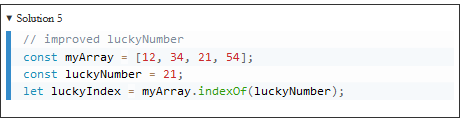 ▼ Solution 5
// improved luckyNumber
const myArray = [12, 34, 21, 54];
const luckyNumber = 21;
let luckyIndex = myArray.indexOf(luckyNumber);